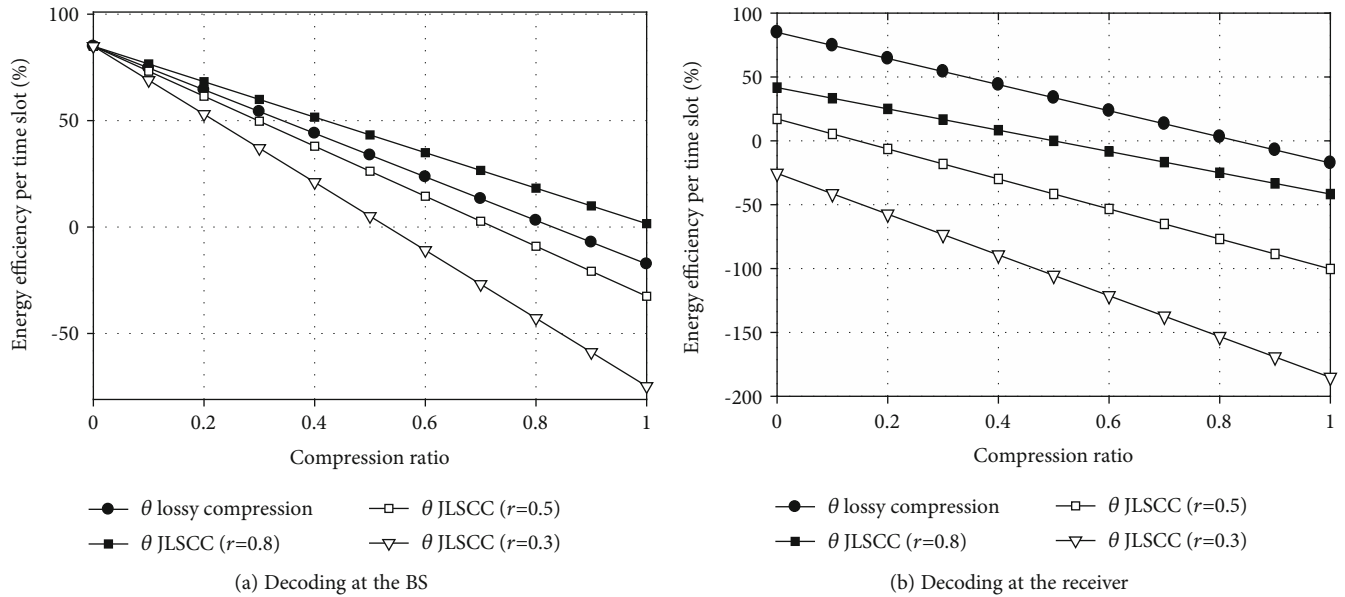 Energy efficiency per time slot (%)
100
50
0
-50
0
0.2
0.4
0.6
0.8
1
Compression ratio
θ lossy compression
θ JLSCC (r=0.5)
θ JLSCC (r=0.8)
θ JLSCC (r=0.3)
(a) Decoding at the BS
Energy efficiency per time slot (%)
100
50
0
-50
-100
-150
-200
0
0.2
0.4
0.6
0.8
1
Compression ratio
θ lossy compression
θ JLSCC (r=0.5)
θ JLSCC (r=0.8)
θ JLSCC (r=0.3)
(b) Decoding at the receiver